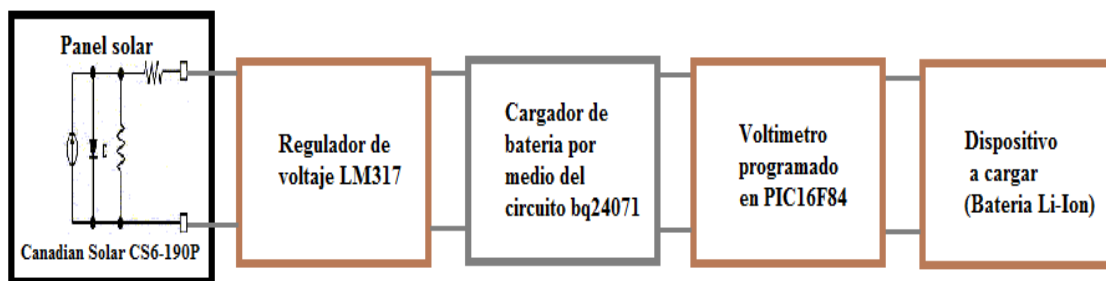 Panel solar
Canadian Solar CS6-190P
Regulador de
voltaje LM317
Cargador de
bateria por
medio del
circuito bq24071
Voltimetro
programado
en PIC16F84
Dispositivo
a cargar
(Bateria Li-Ion)